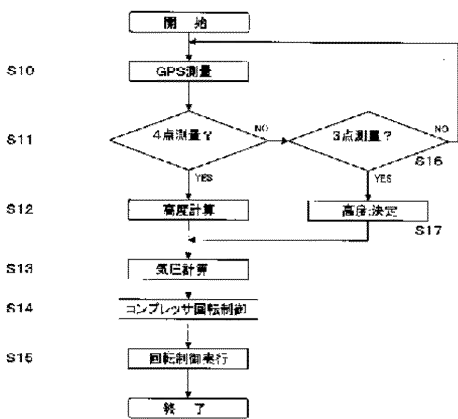 開 始
S10
GPS測量
S11
4点測量?
NO
3点測量?
NO
S16
YES
YES
S12
高度計算
高度決定
S17
S13
気圧計算
S14
コンプレッサ回転制御
S15
回転制御実行
終 了